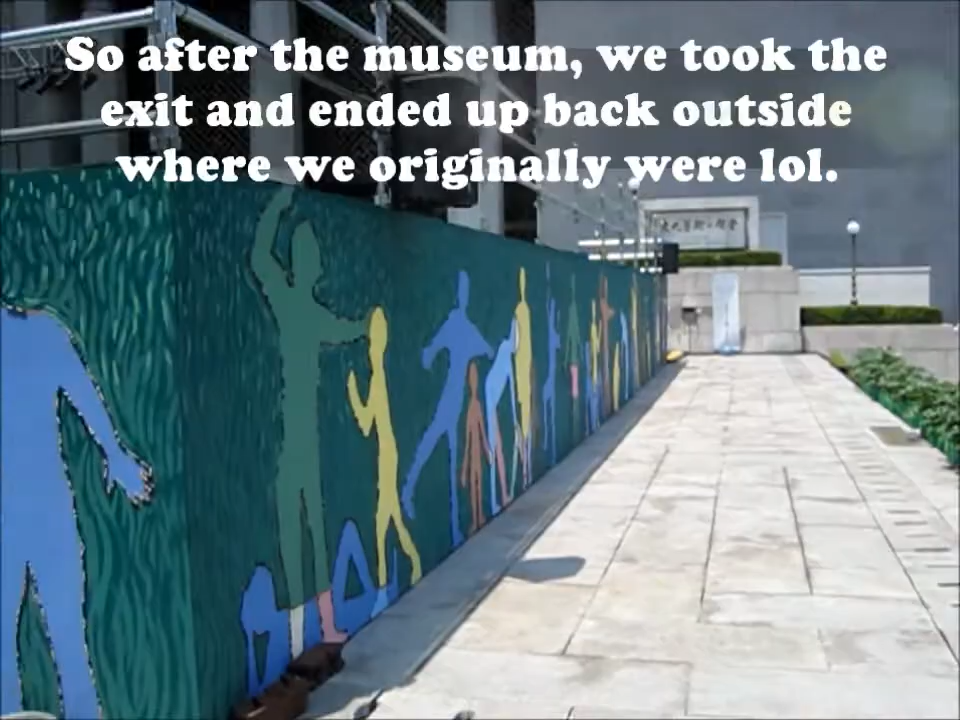 So after the museum, we took the
exit and ended up back outside
where we originally were lol.